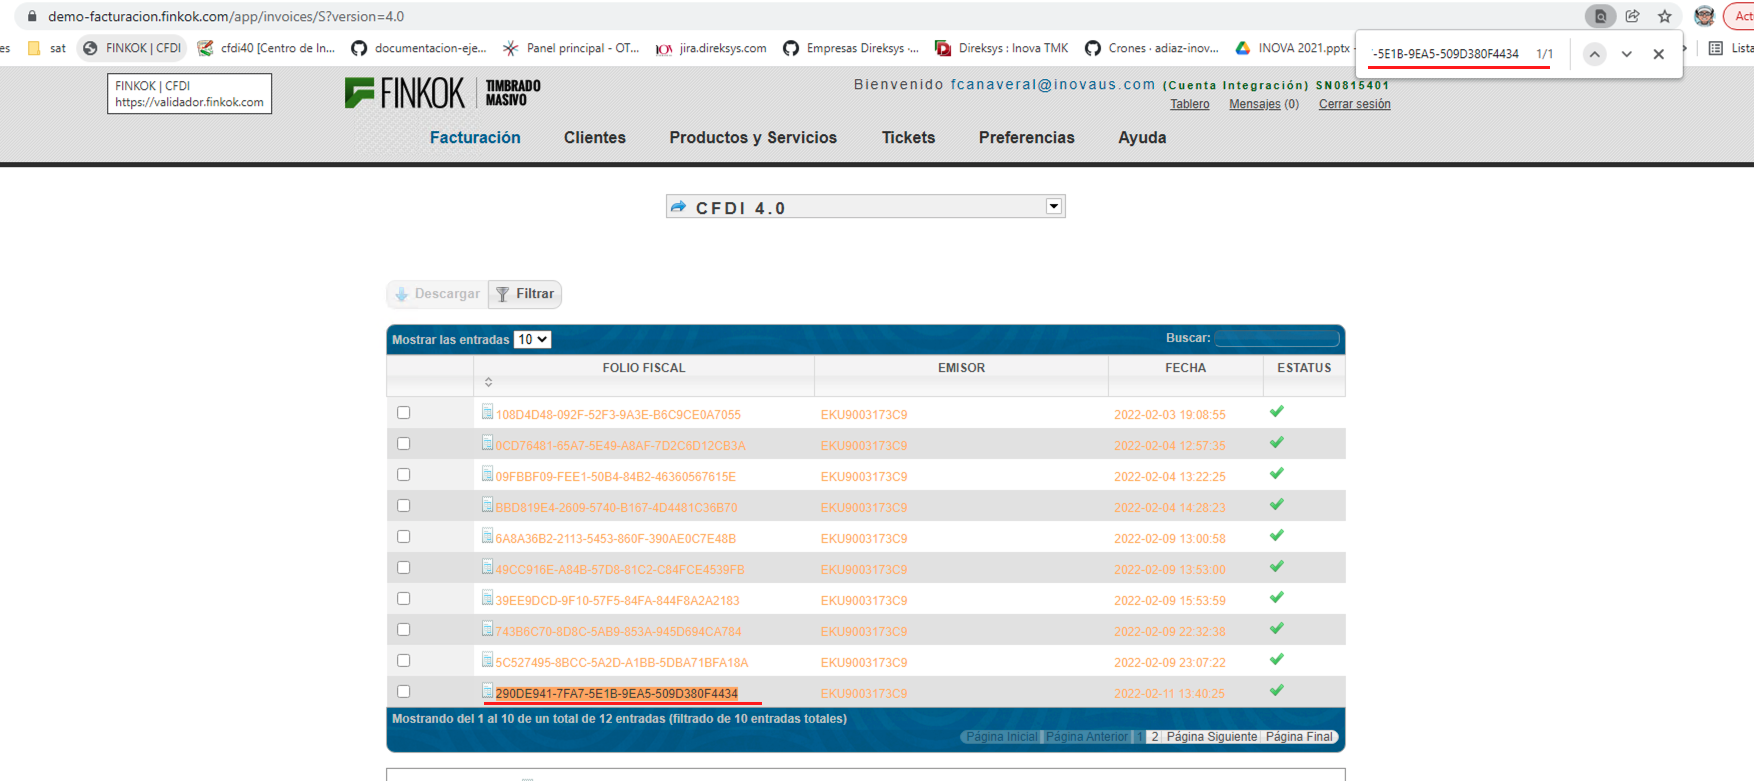 demo-facturacion.finkok.com/app/invoices/S?version=4.0
Act
es sat FINKOK | CFDI cfdi40 [Centro de In... documentacion-eje... Panel principal - OT... jira.direksys.com Empresas Direksys -... Direksys : Inova TMK Crones · adiaz-inov... INOVA 2021.pptx - Lista
-5E1B-9EA5-509D380F4434 1/1
FINKOK | CFDI
https://validador.finkok.com
FINKOK TIMBRADO MASIVO
Bienvenido fcanaveral@inovaus.com (Cuenta Integración) SN0815401
Tablero Mensajes (0) Cerrar sesión
Facturación Clientes Productos y Servicios Tickets Preferencias Ayuda
CFDI 4.0
Descargar Filtrar
Mostrar las entradas 10 Buscar:
FOLIO FISCAL EMISOR FECHA ESTATUS
108D4D48-092F-52F3-9A3E-B6C9CE0A7055 EKU9003173C9 2022-02-03 19:08:55
0CD76481-65A7-5E49-A8AF-7D2C6D12CB3A EKU9003173C9 2022-02-04 12:57:35
09FBBF09-FEE1-50B4-84B2-46360567615E EKU9003173C9 2022-02-04 13:22:25
BBD819E4-2609-5740-B167-4D4481C36B70 EKU9003173C9 2022-02-04 14:28:23
6A8A36B2-2113-5453-860F-390AE0C7E48B EKU9003173C9 2022-02-09 13:00:58
49CC916E-A84B-57D8-81C2-C84FCE4539FB EKU9003173C9 2022-02-09 13:53:00
39EE9DCD-9F10-57F5-84FA-844F8A2A2183 EKU9003173C9 2022-02-09 15:53:59
743B6C70-8D8C-5AB9-853A-945D694CA784 EKU9003173C9 2022-02-09 22:32:38
5C527495-8BCC-5A2D-A1BB-5DBA71BFA18A EKU9003173C9 2022-02-09 23:07:22
290DE941-7FA7-5E1B-9EA5-509D380F4434 EKU9003173C9 2022-02-11 13:40:25
Mostrando del 1 al 10 de un total de 12 entradas (filtrado de 10 entradas totales)
Página Inicial Página Anterior 1 2 Página Siguiente Página Final